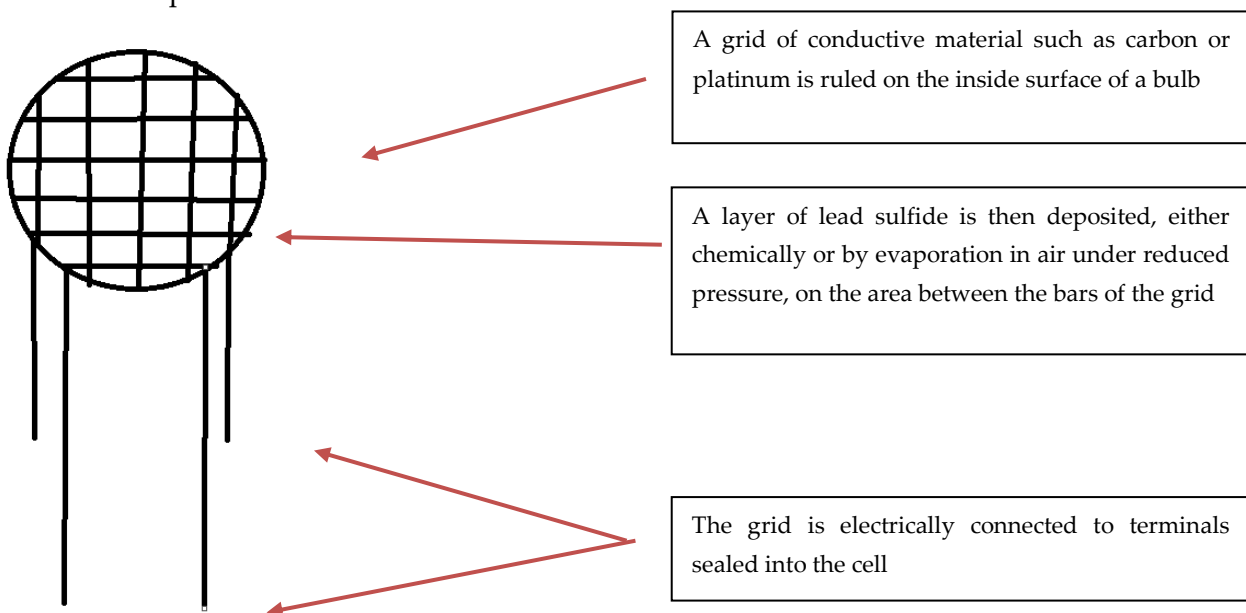 A grid of conductive material such as carbon or
platinum is ruled on the inside surface of a bulb
A layer of lead sulfide is then deposited, either
chemically or by evaporation in air under reduced
pressure, on the area between the bars of the grid
The grid is electrically connected to terminals
sealed into the cell